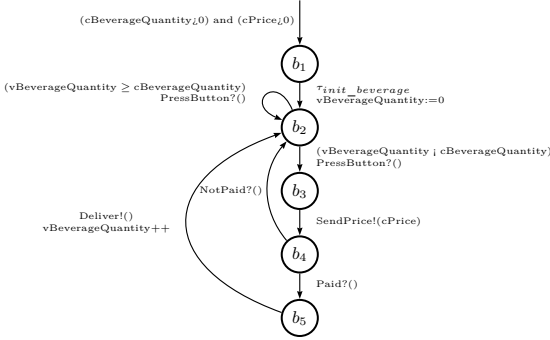 (cBeverageQuantity¿0) and (cPrice¿0)
b1
τinit_beverage
vBeverageQuantity:=0
(vBeverageQuantity ≥ cBeverageQuantity)
PressButton?()
b2
(vBeverageQuantity ¡ cBeverageQuantity)
PressButton?()
NotPaid?()
b3
SendPrice!(cPrice)
Deliver!()
vBeverageQuantity++
b4
Paid?()
b5